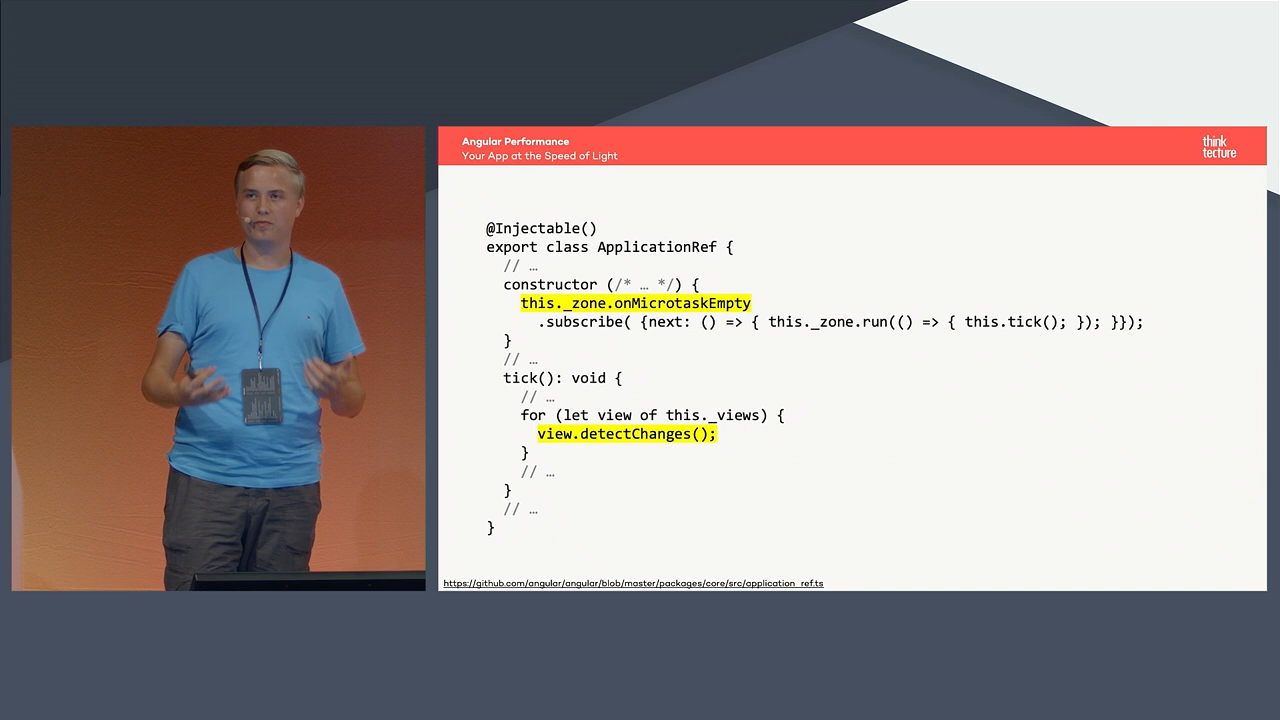 Angular Performance
Your App at the Speed of Light
think
tecture
@Injectable()
export class ApplicationRef {
// …
constructor (/* … */) {
this._zone.onMicrotaskEmpty
.subscribe( {next: () => { this._zone.run(() => { this.tick(); }); }});
}
// …
tick(): void {
// …
for (let view of this._views) {
view.detectChanges();
}
// …
}
// …
}
https://github.com/angular/angular/blob/master/packages/core/src/application_ref.ts